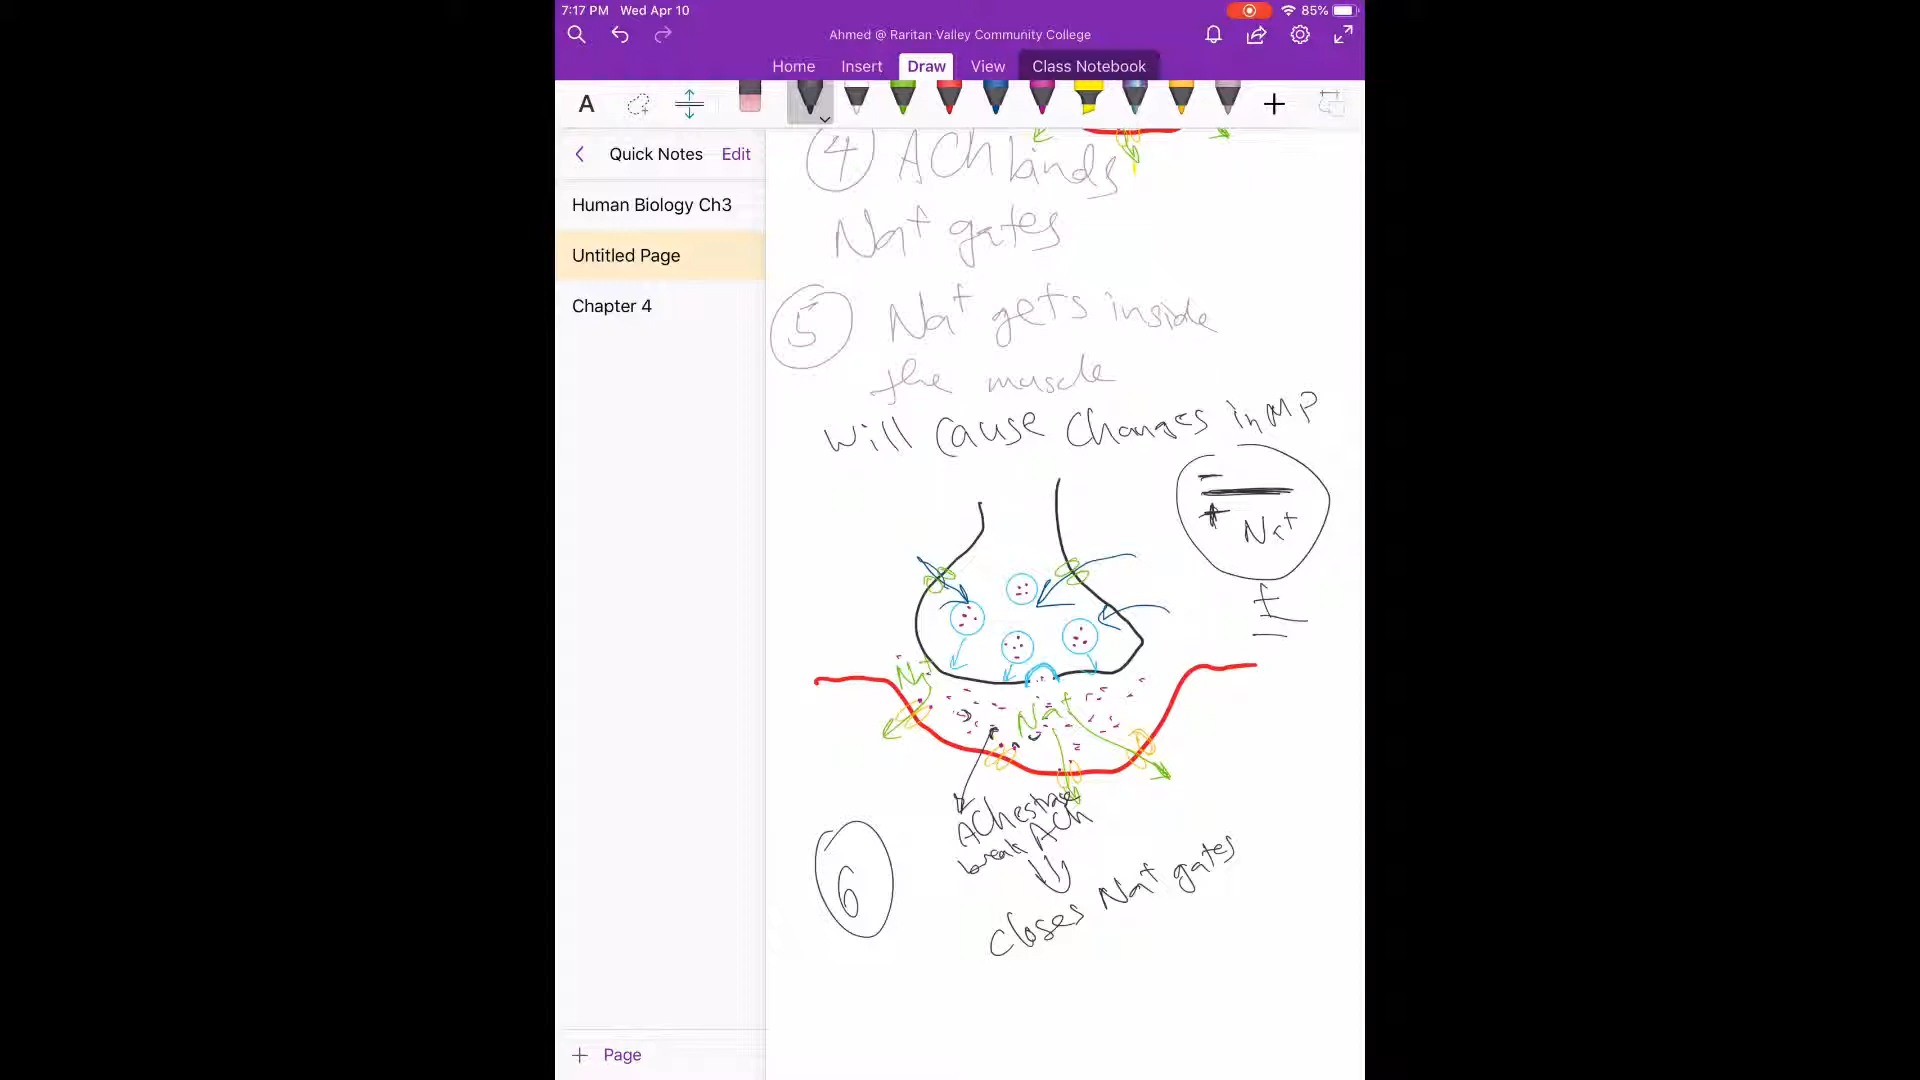 7:17 PM Wed Apr 10
85%
Ahmed @ Raritan Valley Community College
Home Insert Draw View Class Notebook
A
Quick Notes Edit
Human Biology Ch3
Untitled Page
Chapter 4
+ Page
4 ACh binds
Na+ gates
5 Na+ gets inside
the muscle
will cause changes in MP
-
+ Na+
Na+
Na+
break ACh
6
closes Na+ gates